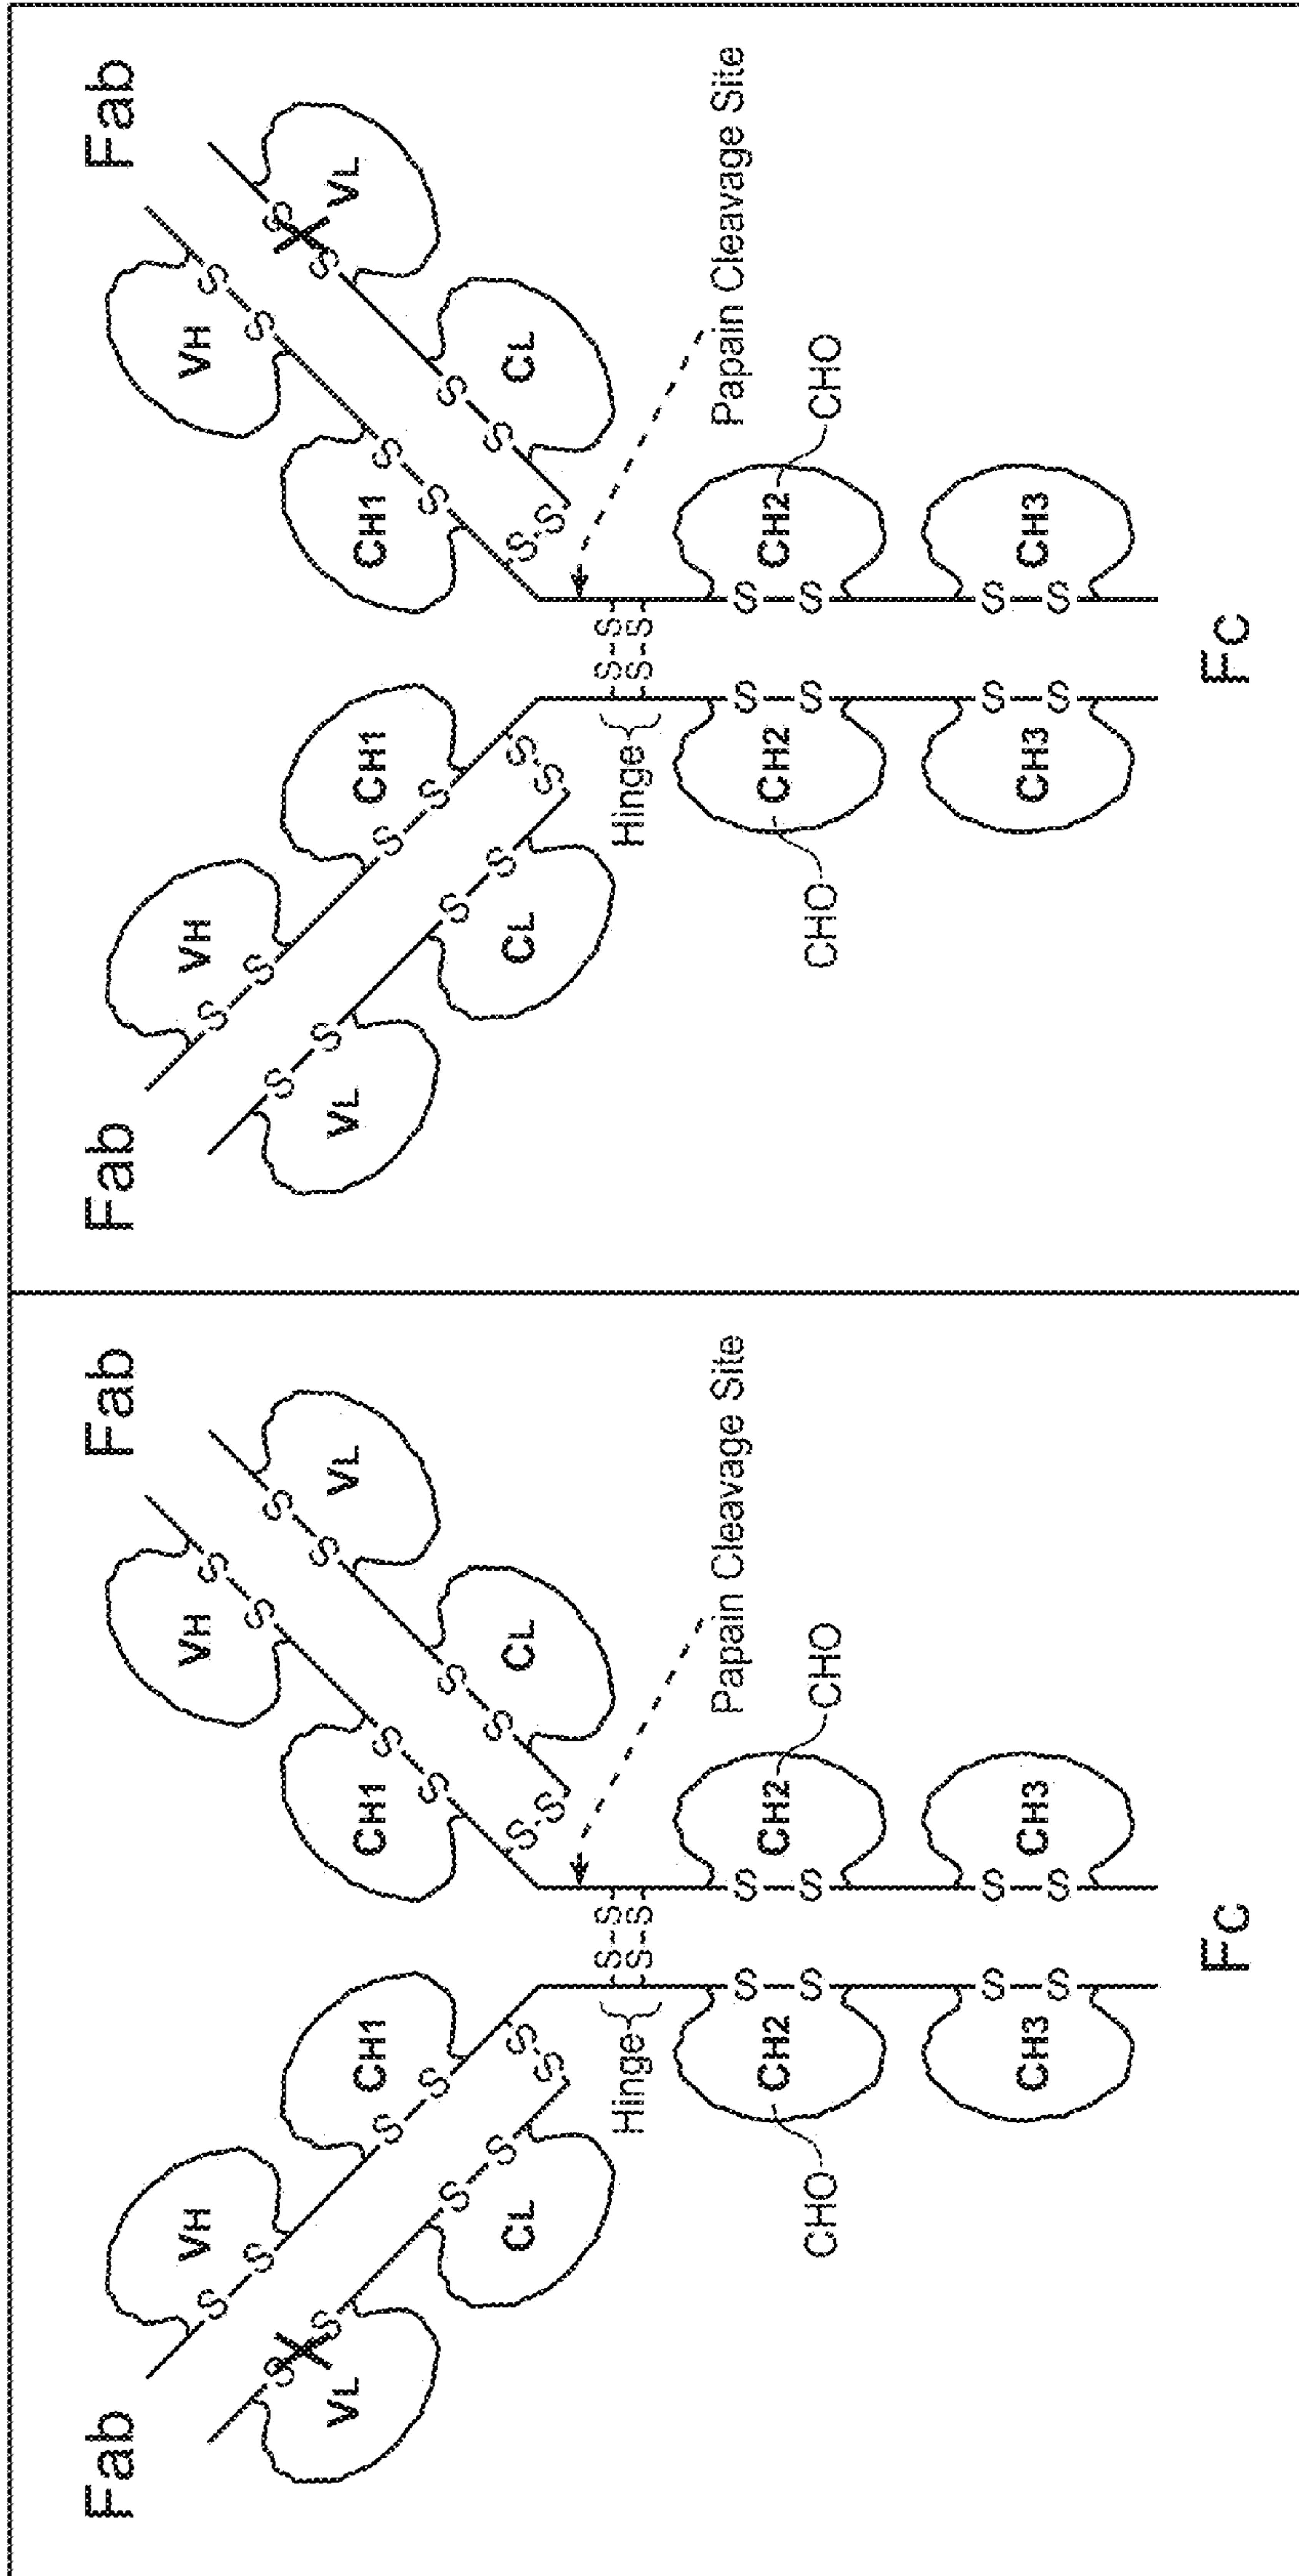 Fab
Fab
VH
S-S
VH
S-S
VL
S X S
VL
S-S
CH1
S-S
CH1
S-S
CL
S-S
CL
S-S
S-S
S-S
Hinge
S-S
S-S
Papain Cleavage Site
CH2
S-S
S-S
CH2
CHO
CHO
CH3
S-S
S-S
CH3
Fc
Fab
Fab
VH
S-S
VH
S-S
VL
S-S
VL
S X S
CH1
S-S
CH1
S-S
CL
S-S
CL
S-S
S-S
S-S
Hinge
S-S
S-S
Papain Cleavage Site
CH2
S-S
S-S
CH2
CHO
CHO
CH3
S-S
S-S
CH3
Fc